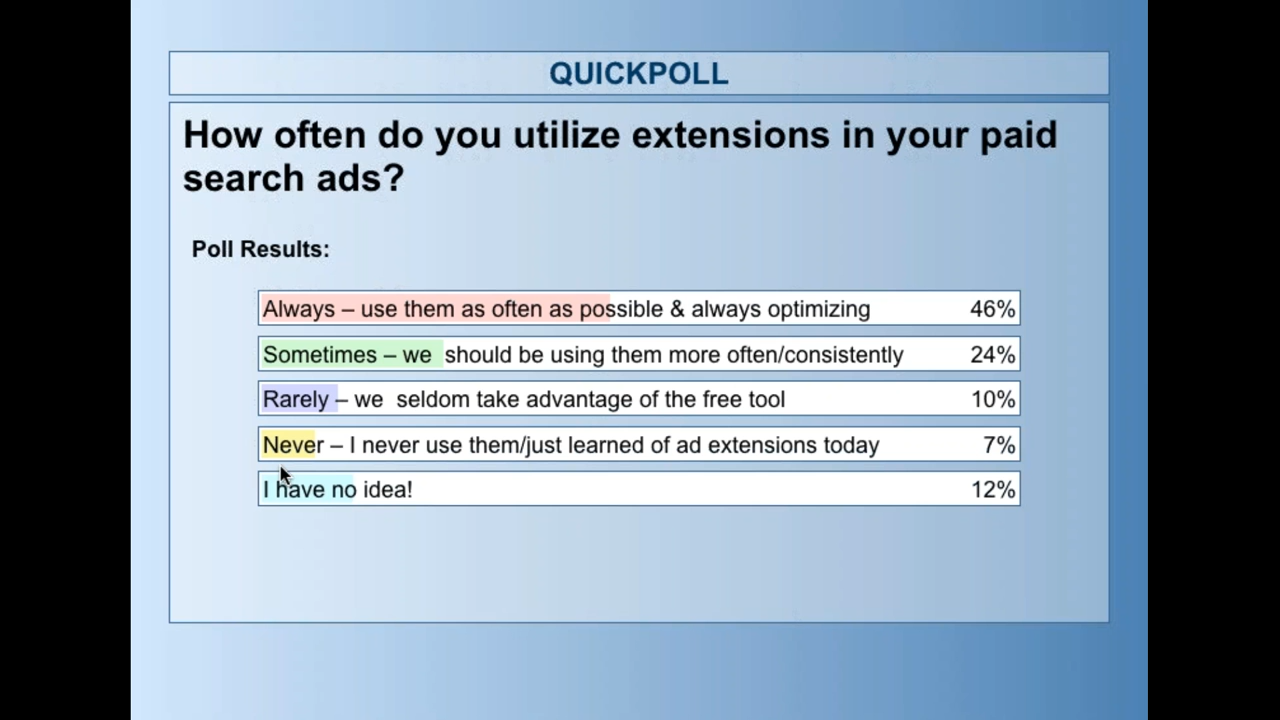 QUICKPOLL
How often do you utilize extensions in your paid
search ads?
Poll Results:
Always – use them as often as possible & always optimizing 46%
Sometimes – we  should be using them more often/consistently 24%
Rarely – we  seldom take advantage of the free tool 10%
Never – I never use them/just learned of ad extensions today 7%
I have no idea! 12%